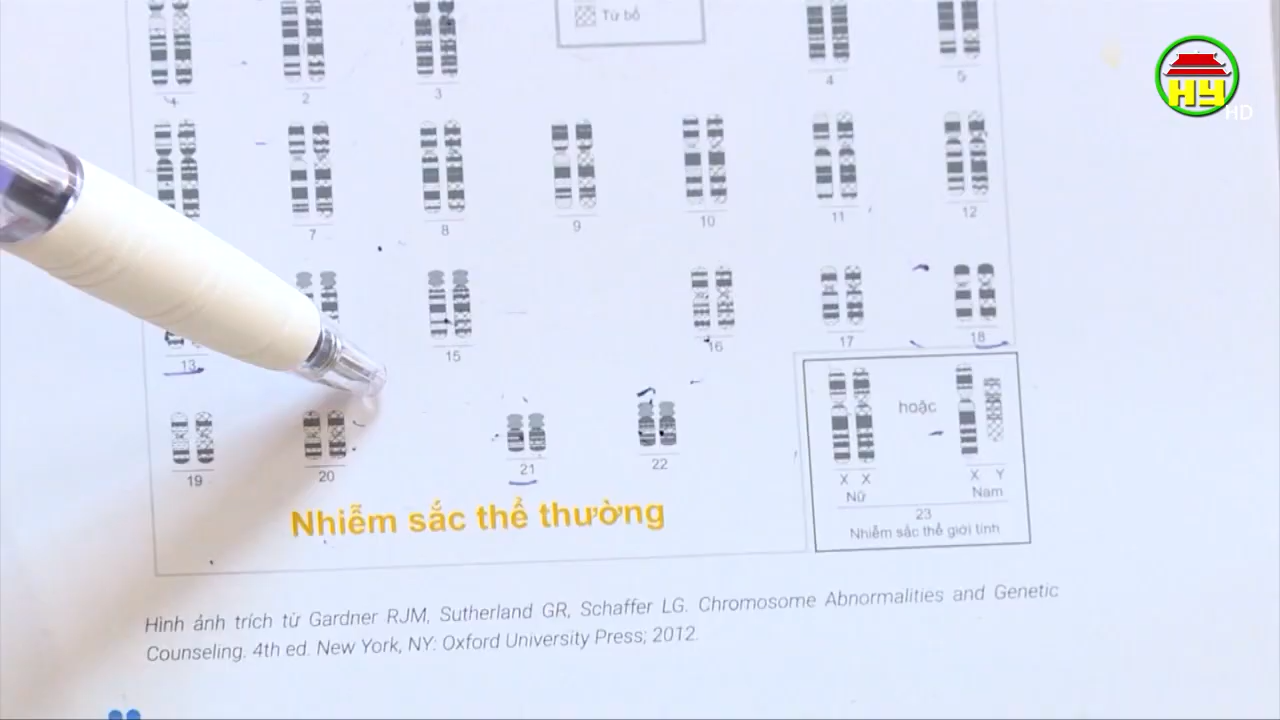 Từ bố
HY
HD
1
2
3
4
5
7
8
9
10
11
12
13
15
16
17
18
19
20
21
22
hoặc
X X
X Y
Nữ
Nam
23
Nhiễm sắc thể giới tính
Nhiễm sắc thể thường
Hình ảnh trích từ Gardner RJM, Sutherland GR, Schaffer LG. Chromosome Abnormalities and Genetic
Counseling. 4th ed. New York, NY: Oxford University Press; 2012.